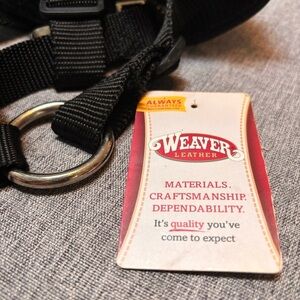 ALWAYS
WEAVER
LEATHER
MATERIALS.
CRAFTSMANSHIP.
DEPENDABILITY.
It's quality you've
come to expect